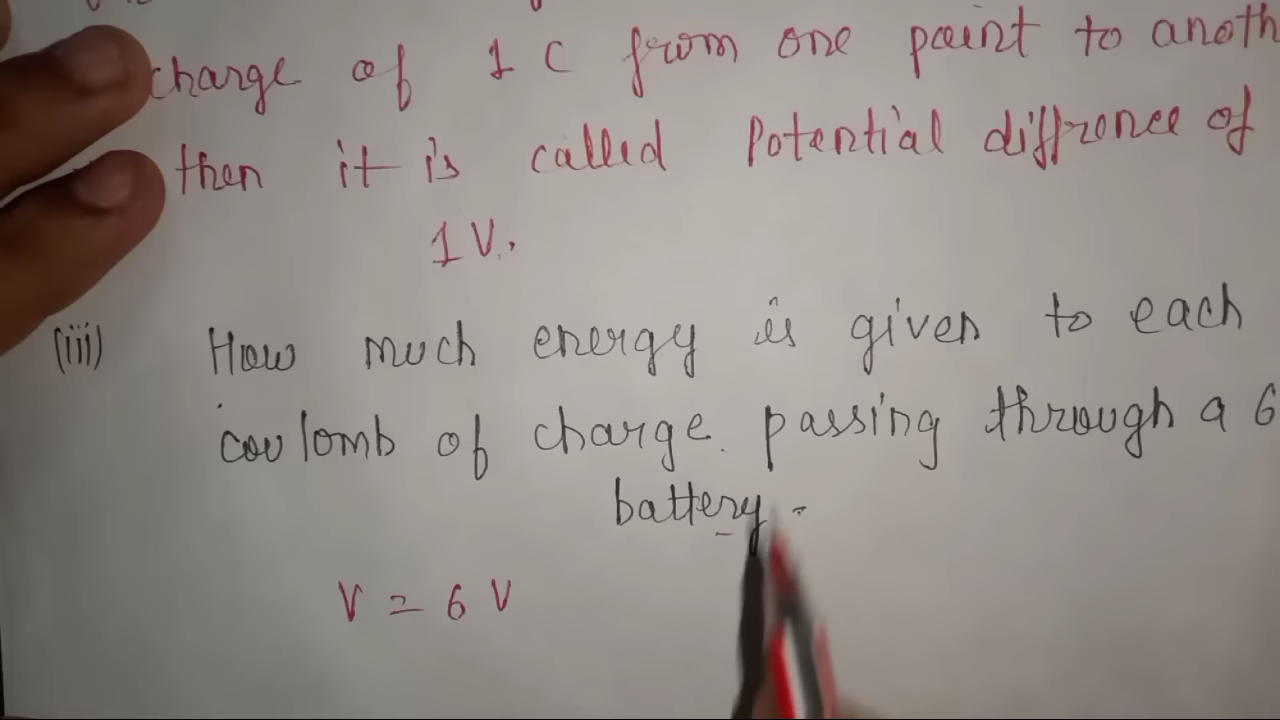 charge of 1 C from one point to anoth
then it is called Potential diffrence of
1V.
(iii) How much energy is given to each
coulomb of charge passing through a 6
battery.
V = 6 V